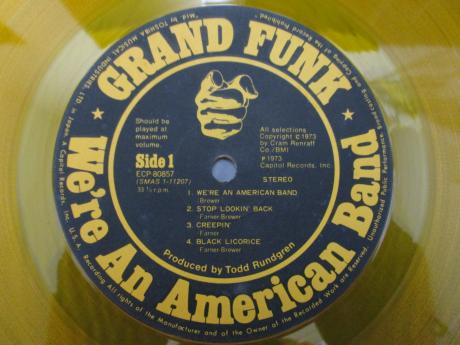 ★ GRAND FUNK ★
We're An American Band
Should be
played at
maximum
volume.
Side 1
ECP 80857
(SMAS 1-11207)
33 ⅓ r.p.m.
All selections
Copyright © 1973
by Cram Renraff
Co./BMI
℗ 1973
Capitol Records, Inc.
STEREO
1. WE'RE AN AMERICAN BAND
Brewer
2. STOP LOOKIN' BACK
Farner-Brewer
3. CREEPIN'
Farner
4. BLACK LICORICE
Farner-Brewer
Produced by Todd Rundgren
Mfd. by TOSHIBA MUSICAL INDUSTRIES, LTD. in Japan. A Capitol Records, Inc., U.S.A. Recording. All rights of the Manufacturer and of the Owner of the Recorded Work are Reserved. Unauthorized Public Performance, Broadcasting and Copying of the Record Prohibited.